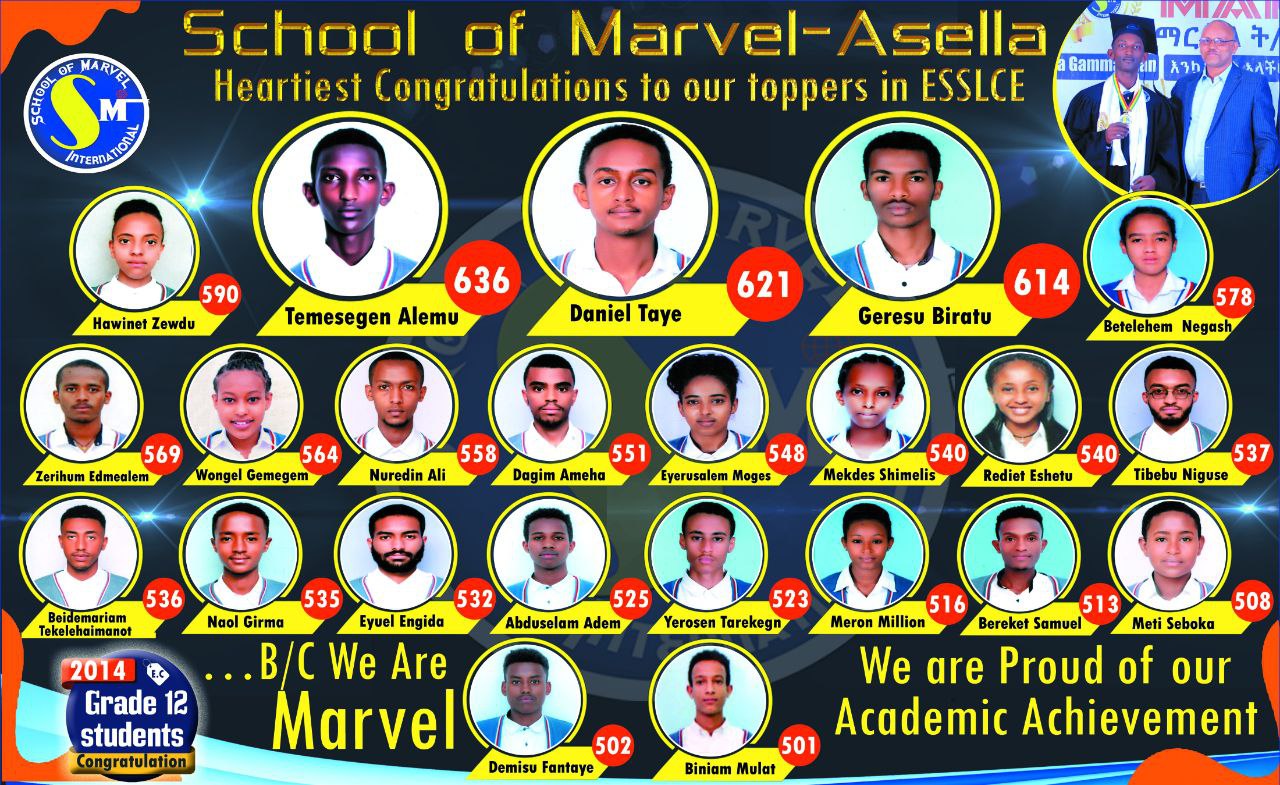 School of Marvel-Asella
Heartiest Congratulations to our toppers in ESSLCE
SCHOOL OF MARVEL
SM
INTERNATIONAL
590
Hawinet Zewdu
636
Temesegen Alemu
621
Daniel Taye
614
Geresu Biratu
578
Betelehem Negash
569
Zerihum Edmealem
564
Wongel Gemegem
558
Nuredin Ali
551
Dagim Ameha
548
Eyerusalem Moges
540
Mekdes Shimelis
540
Rediet Eshetu
537
Tibebu Niguse
536
Beidemariam
Tekelehaimanot
535
Naol Girma
532
Eyuel Engida
525
Abduselam Adem
523
Yerosen Tarekegn
516
Meron Million
513
Bereket Samuel
508
Meti Seboka
2014 E.C
Grade 12
students
Congratulation
...B/C We Are
Marvel
502
Demisu Fantaye
501
Biniam Mulat
We are Proud of our
Academic Achievement